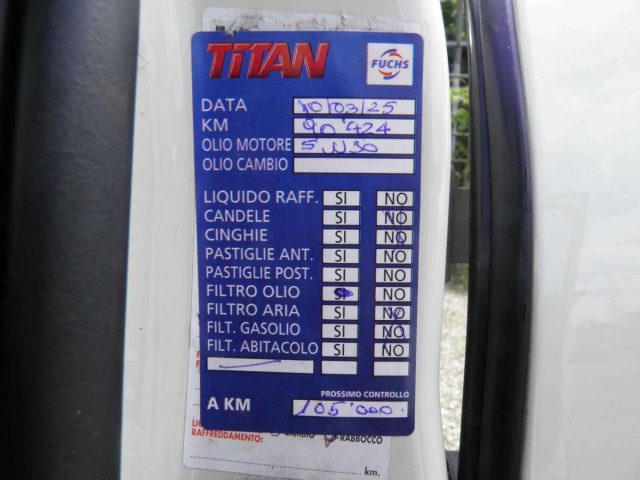 TITAN
FUCHS
DATA 10/03/25
KM 90'424
OLIO MOTORE 5W30
OLIO CAMBIO
LIQUIDO RAFF. SI NO
CANDELE SI NO
CINGHIE SI NO
PASTIGLIE ANT. SI NO
PASTIGLIE POST. SI NO
FILTRO OLIO SI NO
FILTRO ARIA SI NO
FILT. GASOLIO SI NO
FILT. ABITACOLO SI NO
PROSSIMO CONTROLLO
A KM 105'000
RAFFREDDAMENTO: CAMBIO RABBOCCO
km.